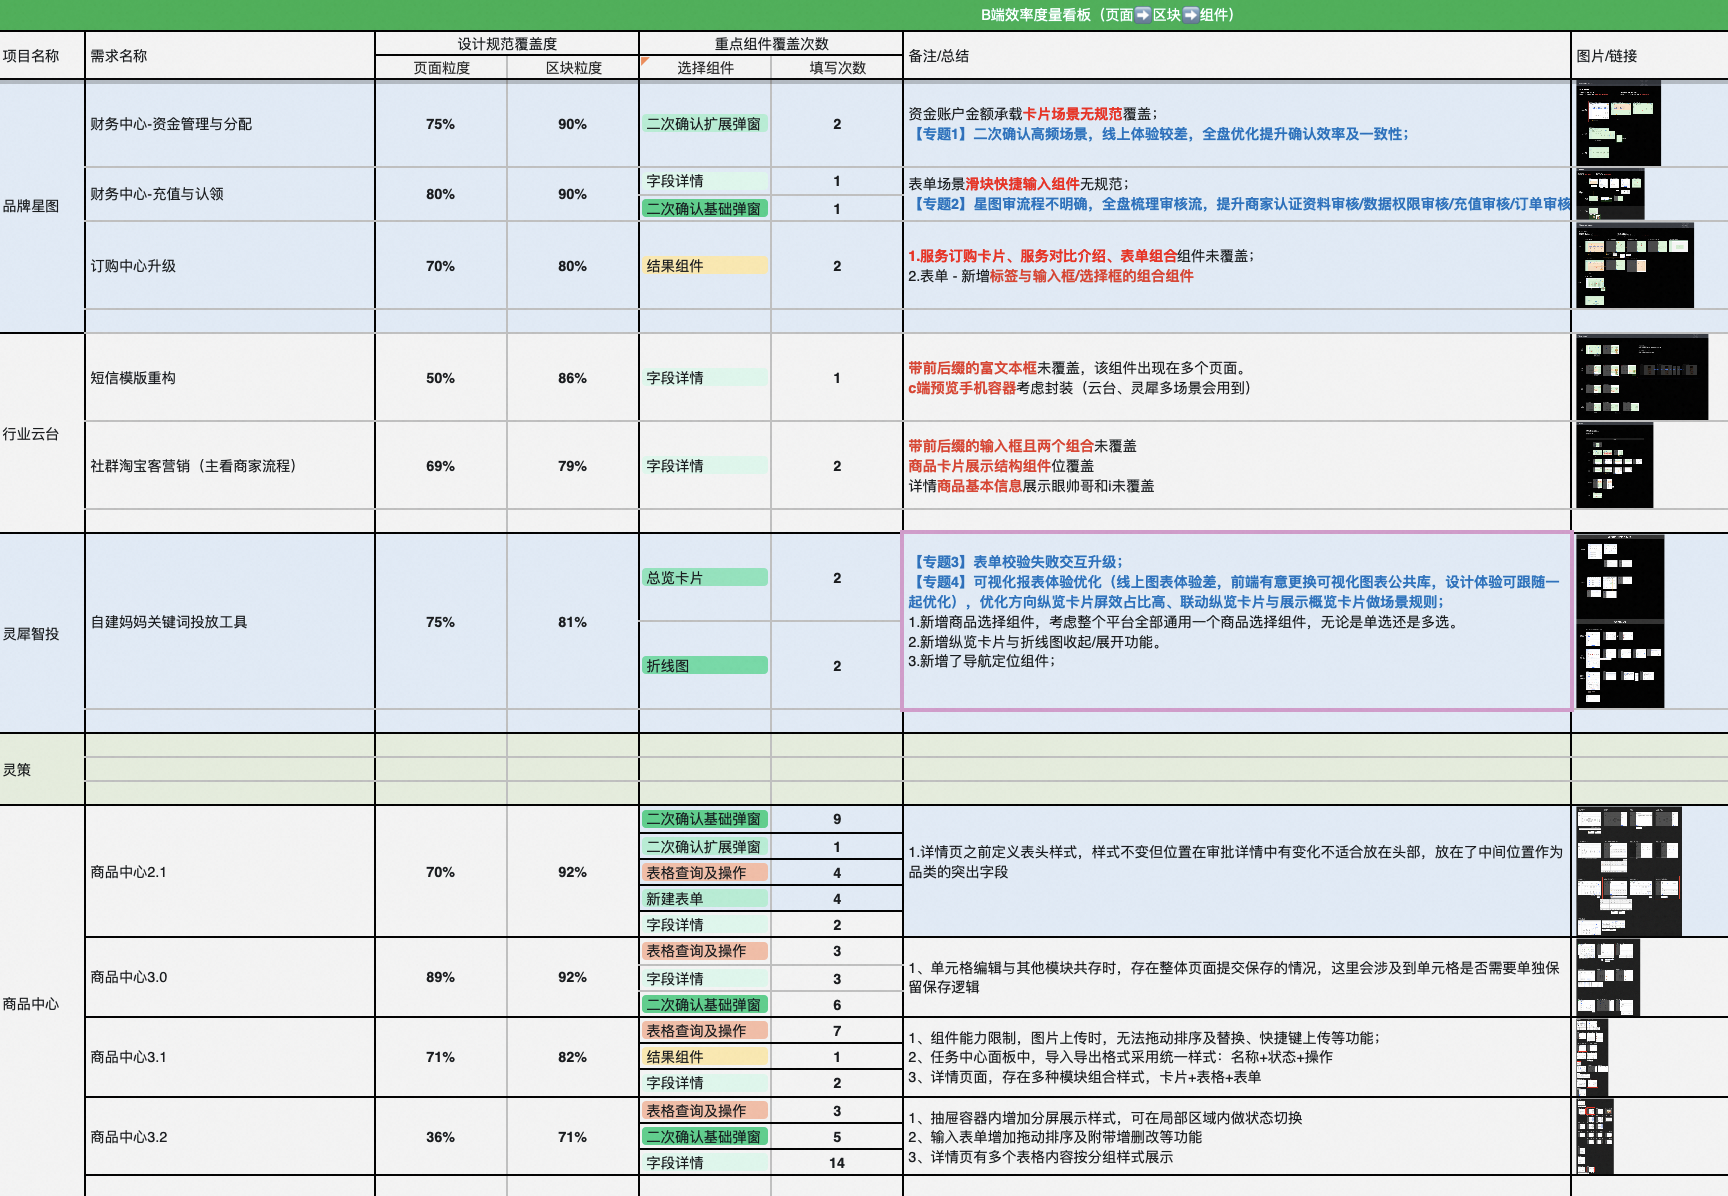 B端效率度量看板（页面➡区块➡组件）
项目名称
需求名称
设计规范覆盖度
重点组件覆盖次数
备注/总结
图片/链接
页面粒度
区块粒度
选择组件
填写次数
品牌星图
财务中心-资金管理与分配
75%
90%
二次确认扩展弹窗
2
资金账户金额承载卡片场景无规范覆盖；
【专题1】二次确认高频场景，线上体验较差，全盘优化提升确认效率及一致性；
财务中心-充值与认领
80%
90%
字段详情
1
二次确认基础弹窗
1
表单场景滑块快捷输入组件无规范；
【专题2】星图审流程不明确，全盘梳理审核流，提升商家认证资料审核/数据权限审核/充值审核/订单审核
订购中心升级
70%
80%
结果组件
2
1.服务订购卡片、服务对比介绍、表单组合组件未覆盖；
2.表单 - 新增标签与输入框/选择框的组合组件
行业云台
短信模版重构
50%
86%
字段详情
1
带前后缀的富文本框未覆盖，该组件出现在多个页面。
c端预览手机容器考虑封装（云台、灵犀多场景会用到）
社群淘宝客营销（主看商家流程）
69%
79%
字段详情
2
带前后缀的输入框且两个组合未覆盖
商品卡片展示结构组件位覆盖
详情商品基本信息展示眼帅哥和i未覆盖
灵犀智投
自建妈妈关键词投放工具
75%
81%
总览卡片
2
折线图
2
【专题3】表单校验失败交互升级；
【专题4】可视化报表体验优化（线上图表体验差，前端有意更换可视化图表公共库，设计体验可跟随一
起优化），优化方向纵览卡片屏效占比高、联动纵览卡片与展示概览卡片做场景规则；
1.新增商品选择组件，考虑整个平台全部通用一个商品选择组件，无论是单选还是多选。
2.新增纵览卡片与折线图收起/展开功能。
3.新增了导航定位组件；
灵策
商品中心
商品中心2.1
70%
92%
二次确认基础弹窗
9
二次确认扩展弹窗
1
表格查询及操作
4
新建表单
4
字段详情
2
1.详情页之前定义表头样式，样式不变但位置在审批详情中有变化不适合放在头部，放在了中间位置作为
品类的突出字段
商品中心3.0
89%
92%
表格查询及操作
3
字段详情
3
二次确认基础弹窗
6
1、单元格编辑与其他模块共存时，存在整体页面提交保存的情况，这里会涉及到单元格是否需要单独保
留保存逻辑
商品中心3.1
71%
82%
表格查询及操作
7
结果组件
1
字段详情
2
1、组件能力限制，图片上传时，无法拖动排序及替换、快捷键上传等功能；
2、任务中心面板中，导入导出格式采用统一样式：名称+状态+操作
3、详情页面，存在多种模块组合样式，卡片+表格+表单
商品中心3.2
36%
71%
表格查询及操作
3
二次确认基础弹窗
5
字段详情
14
1、抽屉容器内增加分屏展示样式，可在局部区域内做状态切换
2、输入表单增加拖动排序及附带增删改等功能
3、详情页有多个表格内容按分组样式展示